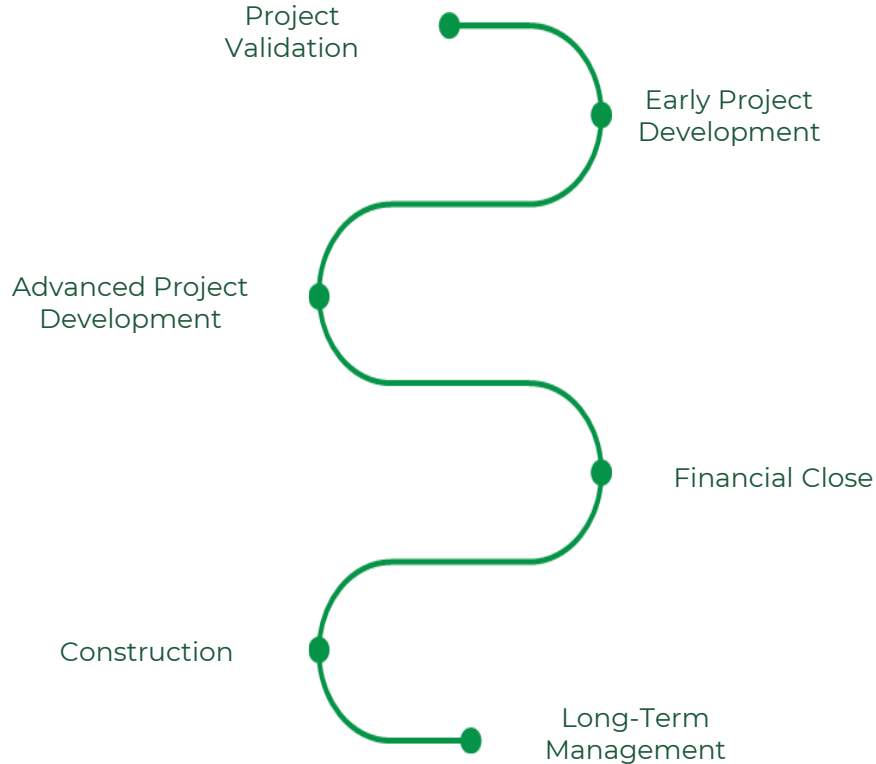 Project
Validation
Early Project
Development
Advanced Project
Development
Financial Close
Construction
Long-Term
Management